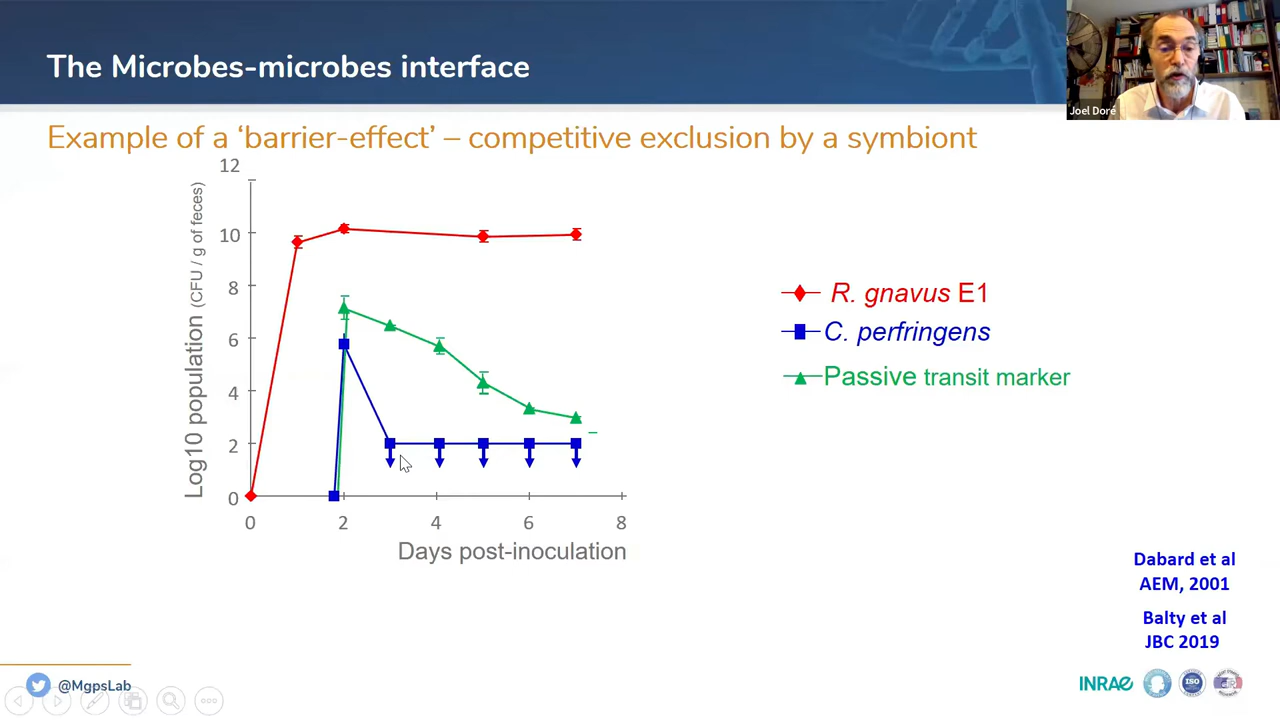 The Microbes-microbes interface
Joel Doré
Example of a ‘barrier-effect’ – competitive exclusion by a symbiont
Log10 population (CFU / g of feces)
12
10
8
6
4
2
0
0 2 4 6 8
Days post-inoculation
R. gnavus E1
C. perfringens
Passive transit marker
Dabard et al
AEM, 2001
Balty et al
JBC 2019
@MgpsLab
INRAE
ISO